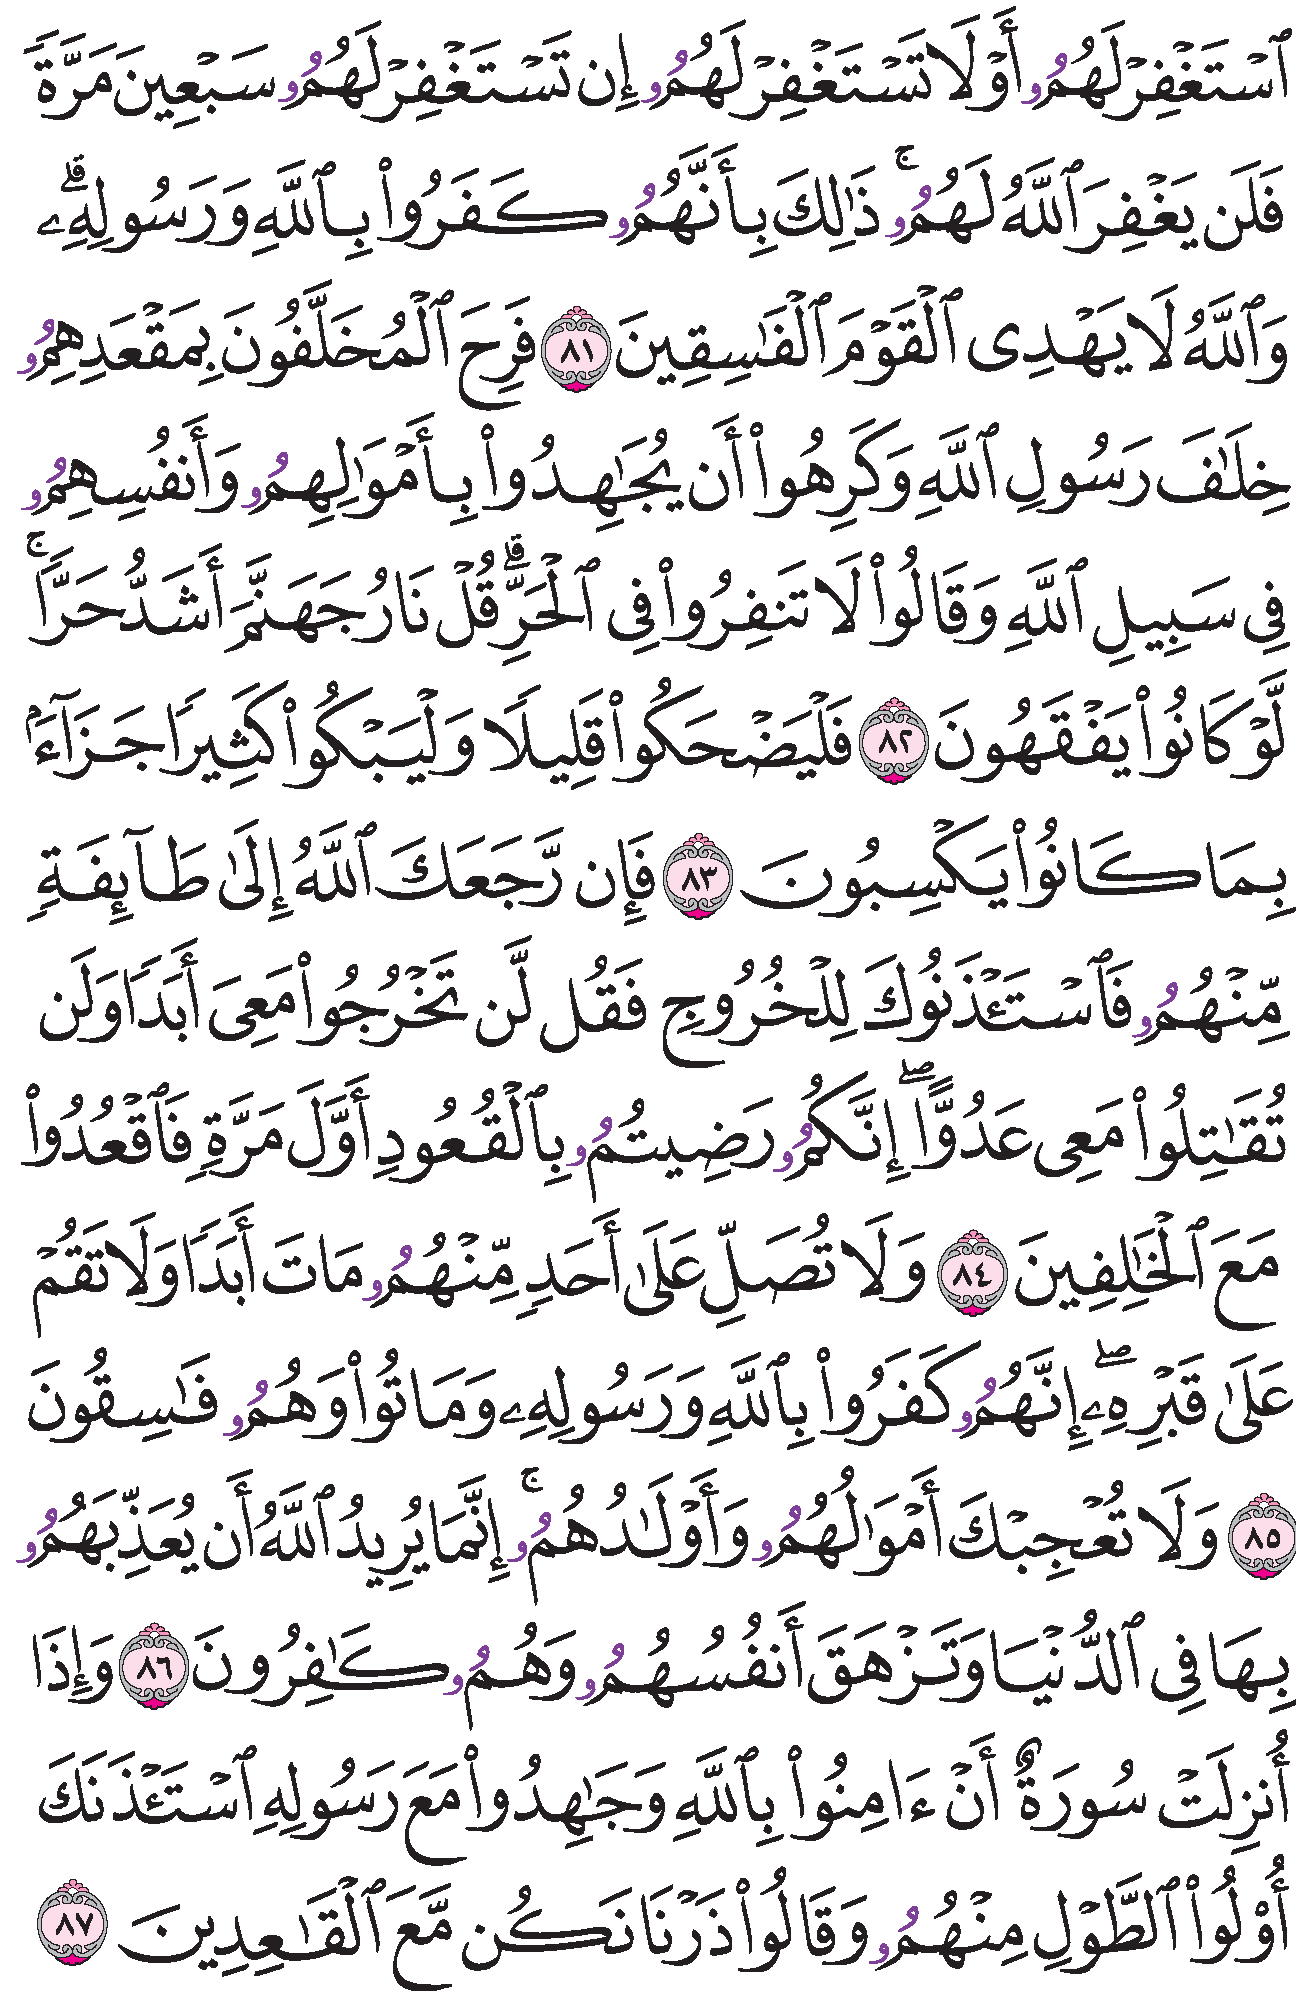 ٱسۡتَغۡفِرۡ لَهُمُۥ أَوۡ لَا تَسۡتَغۡفِرۡ لَهُمُۥ إِن تَسۡتَغۡفِرۡ لَهُمُۥ سَبۡعِينَ مَرَّةٗ
فَلَن يَغۡفِرَ ٱللَّهُ لَهُمُۥۚ ذَٰلِكَ بِأَنَّهُمُۥ كَفَرُواْ بِٱللَّهِ وَرَسُولِهِۦۗ
وَٱللَّهُ لَا يَهۡدِي ٱلۡقَوۡمَ ٱلۡفَٰسِقِينَ ٨١ فَرِحَ ٱلۡمُخَلَّفُونَ بِمَقۡعَدِهِمُۥ
خِلَٰفَ رَسُولِ ٱللَّهِ وَكَرِهُواْ أَن يُجَٰهِدُواْ بِأَمۡوَٰلِهِمُۥ وَأَنفُسِهِمُۥ
فِي سَبِيلِ ٱللَّهِ وَقَالُواْ لَا تَنفِرُواْ فِي ٱلۡحَرِّۗ قُلۡ نَارُ جَهَنَّمَ أَشَدُّ حَرّٗاۚ
لَّوۡ كَانُواْ يَفۡقَهُونَ ٨٢ فَلۡيَضۡحَكُواْ قَلِيلٗا وَلۡيَبۡكُواْ كَثِيرٗا جَزَآءَۢ
بِمَا كَانُواْ يَكۡسِبُونَ ٨٣ فَإِن رَّجَعَكَ ٱللَّهُ إِلَىٰ طَآئِفَةٖ
مِّنۡهُمُۥ فَٱسۡتَـۡٔذَنُوكَ لِلۡخُرُوجِ فَقُل لَّن تَخۡرُجُواْ مَعِيَ أَبَدٗا وَلَن
تُقَٰتِلُواْ مَعِي عَدُوًّاۖ إِنَّكُمُۥ رَضِيتُمُۥ بِٱلۡقُعُودِ أَوَّلَ مَرَّةٖ فَٱقۡعُدُواْ
مَعَ ٱلۡخَٰلِفِينَ ٨٤ وَلَا تُصَلِّ عَلَىٰٓ أَحَدٖ مِّنۡهُمُۥ مَاتَ أَبَدٗا وَلَا تَقُمۡ
عَلَىٰ قَبۡرِهِۦۖ إِنَّهُمُۥ كَفَرُواْ بِٱللَّهِ وَرَسُولِهِۦ وَمَاتُواْ وَهُمُۥ فَٰسِقُونَ
٨٥ وَلَا تُعۡجِبۡكَ أَمۡوَٰلُهُمُۥ وَأَوۡلَٰدُهُمُۥۚ إِنَّمَا يُرِيدُ ٱللَّهُ أَن يُعَذِّبَهُمُۥ
بِهَا فِي ٱلدُّنۡيَا وَتَزۡهَقَ أَنفُسُهُمُۥ وَهُمُۥ كَٰفِرُونَ ٨٦ وَإِذَا
أُنزِلَتۡ سُورَةٌ أَنۡ ءَامِنُواْ بِٱللَّهِ وَجَٰهِدُواْ مَعَ رَسُولِهِ ٱسۡتَـۡٔذَنَكَ
أُوْلُواْ ٱلطَّوۡلِ مِنۡهُمُۥ وَقَالُواْ ذَرۡنَا نَكُن مَّعَ ٱلۡقَٰعِدِينَ ٨٧